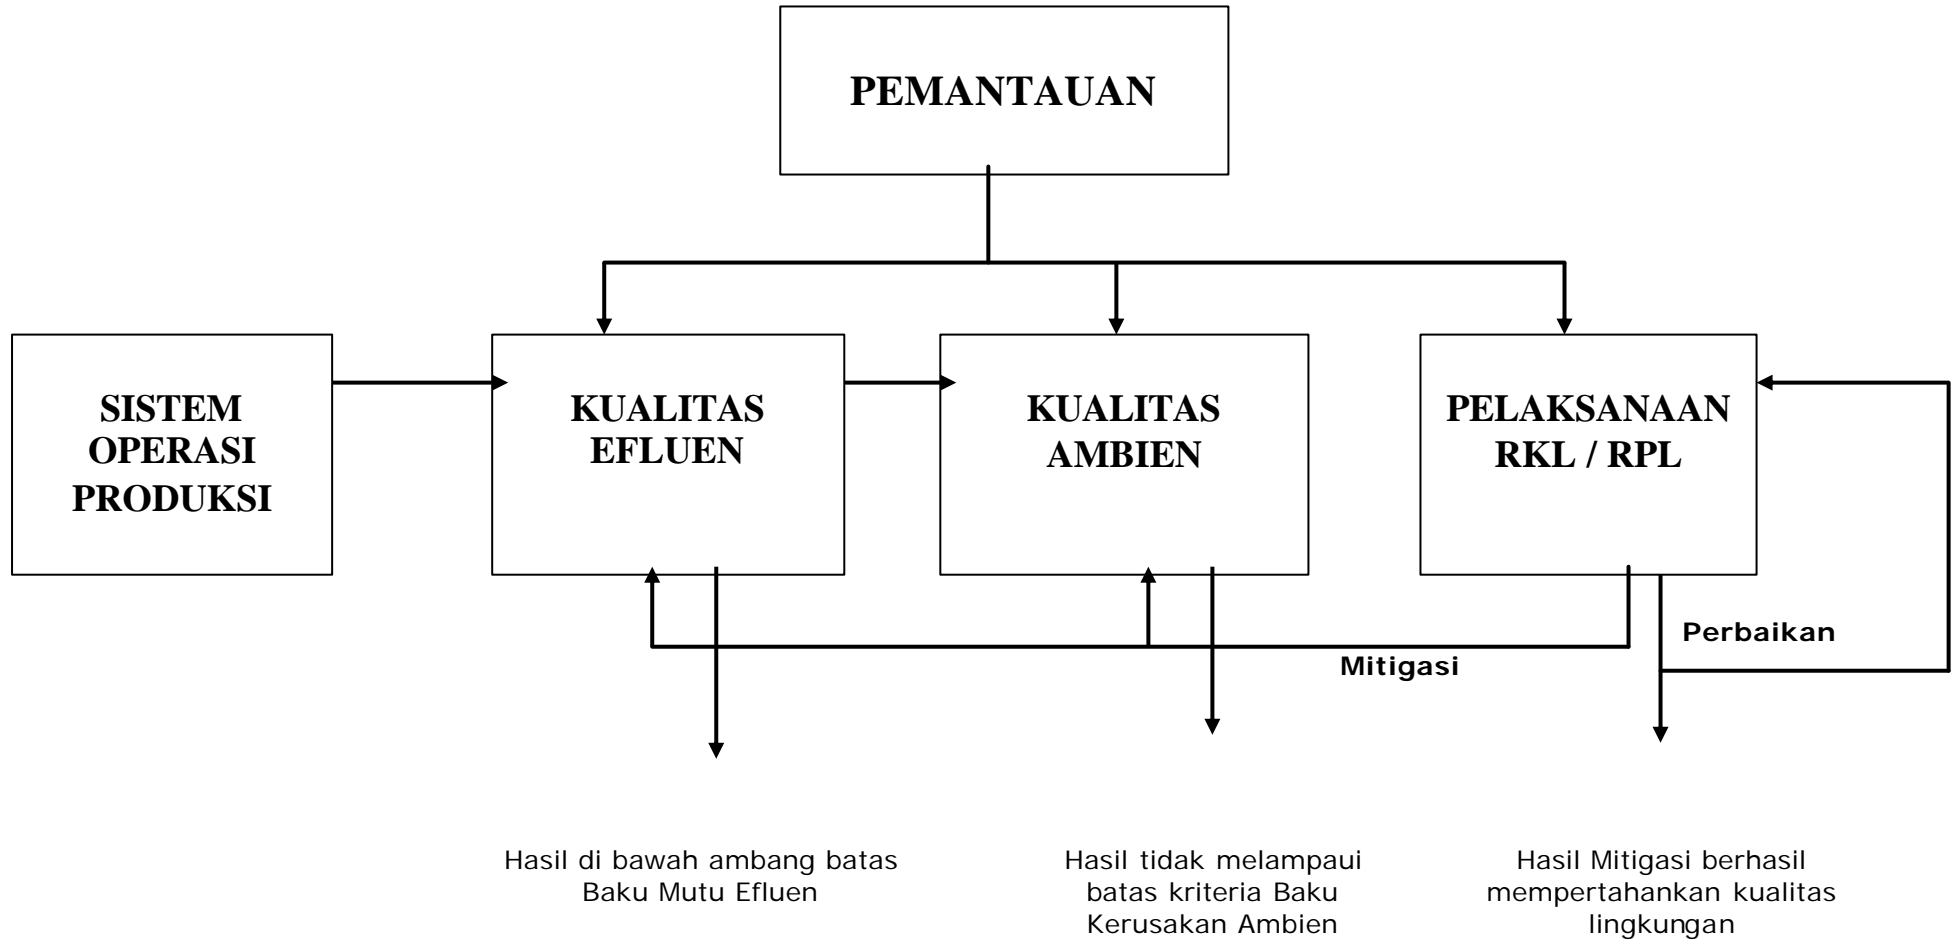 PEMANTAUAN
SISTEM
OPERASI
PRODUKSI
KUALITAS
EFLUEN
KUALITAS
AMBIEN
PELAKSANAAN
RKL / RPL
Perbaikan
Mitigasi
Hasil di bawah ambang batas
Baku Mutu Efluen
Hasil tidak melampaui
batas kriteria Baku
Kerusakan Ambien
Hasil Mitigasi berhasil
mempertahankan kualitas
lingkungan